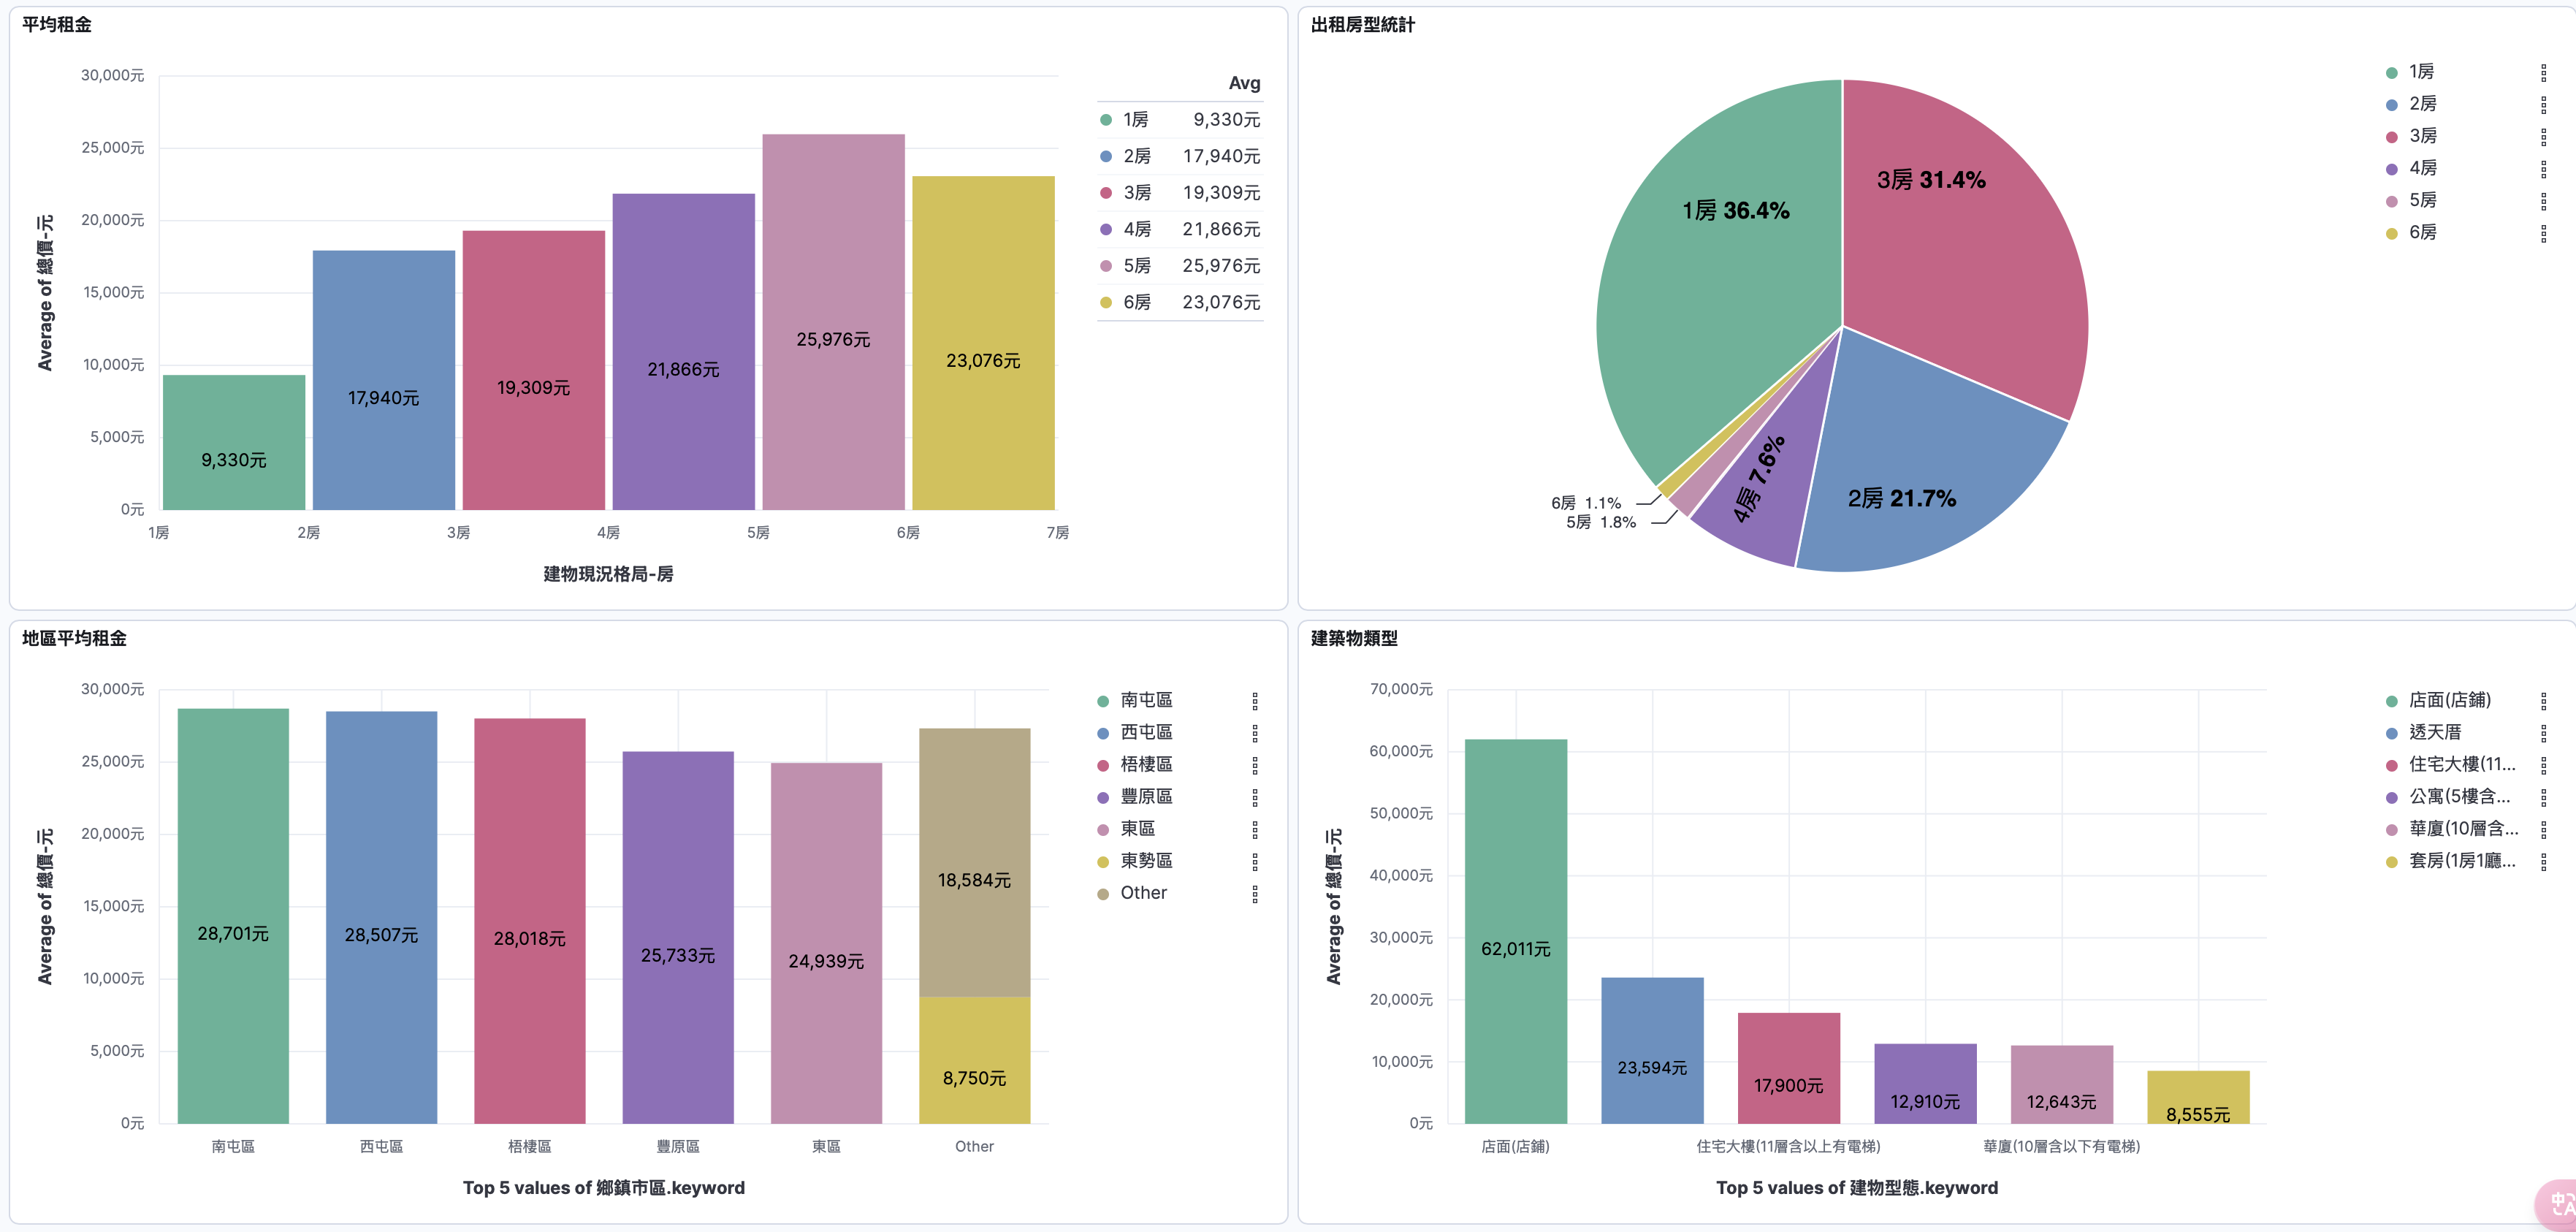 平均租金
30,000元
25,000元
20,000元
15,000元
10,000元
5,000元
0元
Average of 總價-元
9,330元
17,940元
19,309元
21,866元
25,976元
23,076元
1房
2房
3房
4房
5房
6房
7房
建物現況格局-房
Avg
1房 9,330元
2房 17,940元
3房 19,309元
4房 21,866元
5房 25,976元
6房 23,076元
出租房型統計
1房 36.4%
3房 31.4%
2房 21.7%
4房 7.6%
6房 1.1%
5房 1.8%
1房
2房
3房
4房
5房
6房
地區平均租金
30,000元
25,000元
20,000元
15,000元
10,000元
5,000元
0元
Average of 總價-元
28,701元
28,507元
28,018元
25,733元
24,939元
18,584元
8,750元
南屯區
西屯區
梧棲區
豐原區
東區
Other
Top 5 values of 鄉鎮市區.keyword
南屯區
西屯區
梧棲區
豐原區
東區
東勢區
Other
建築物類型
70,000元
60,000元
50,000元
40,000元
30,000元
20,000元
10,000元
0元
Average of 總價-元
62,011元
23,594元
17,900元
12,910元
12,643元
8,555元
店面(店鋪)
住宅大樓(11層含以上有電梯)
華廈(10層含以下有電梯)
Top 5 values of 建物型態.keyword
店面(店鋪)
透天厝
住宅大樓(11...
公寓(5樓含...
華廈(10層含...
套房(1房1廳...